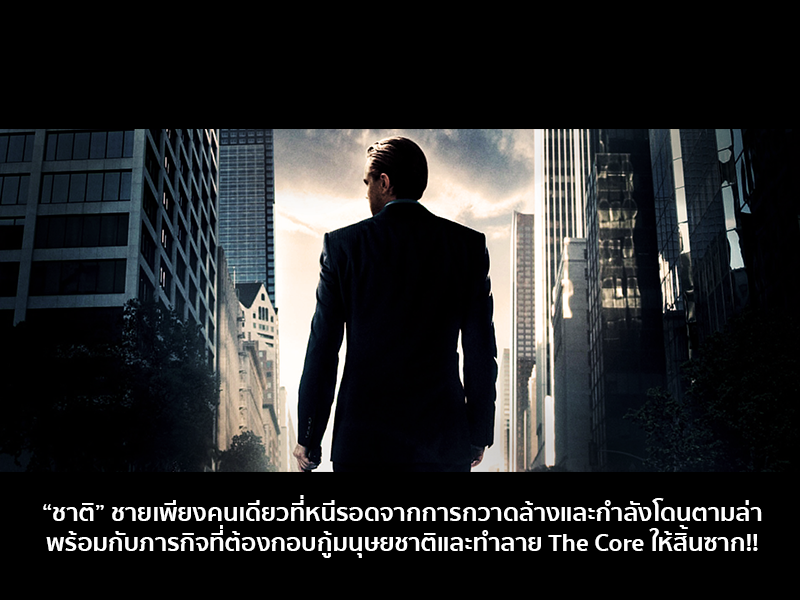 “ชาติ” ชายเพียงคนเดียวที่หนีรอดจากการกวาดล้างและกำลังโดนตามล่า
พร้อมกับภารกิจที่ต้องกอบกู้มนุษยชาติและทำลาย The Core ให้สิ้นซาก!!